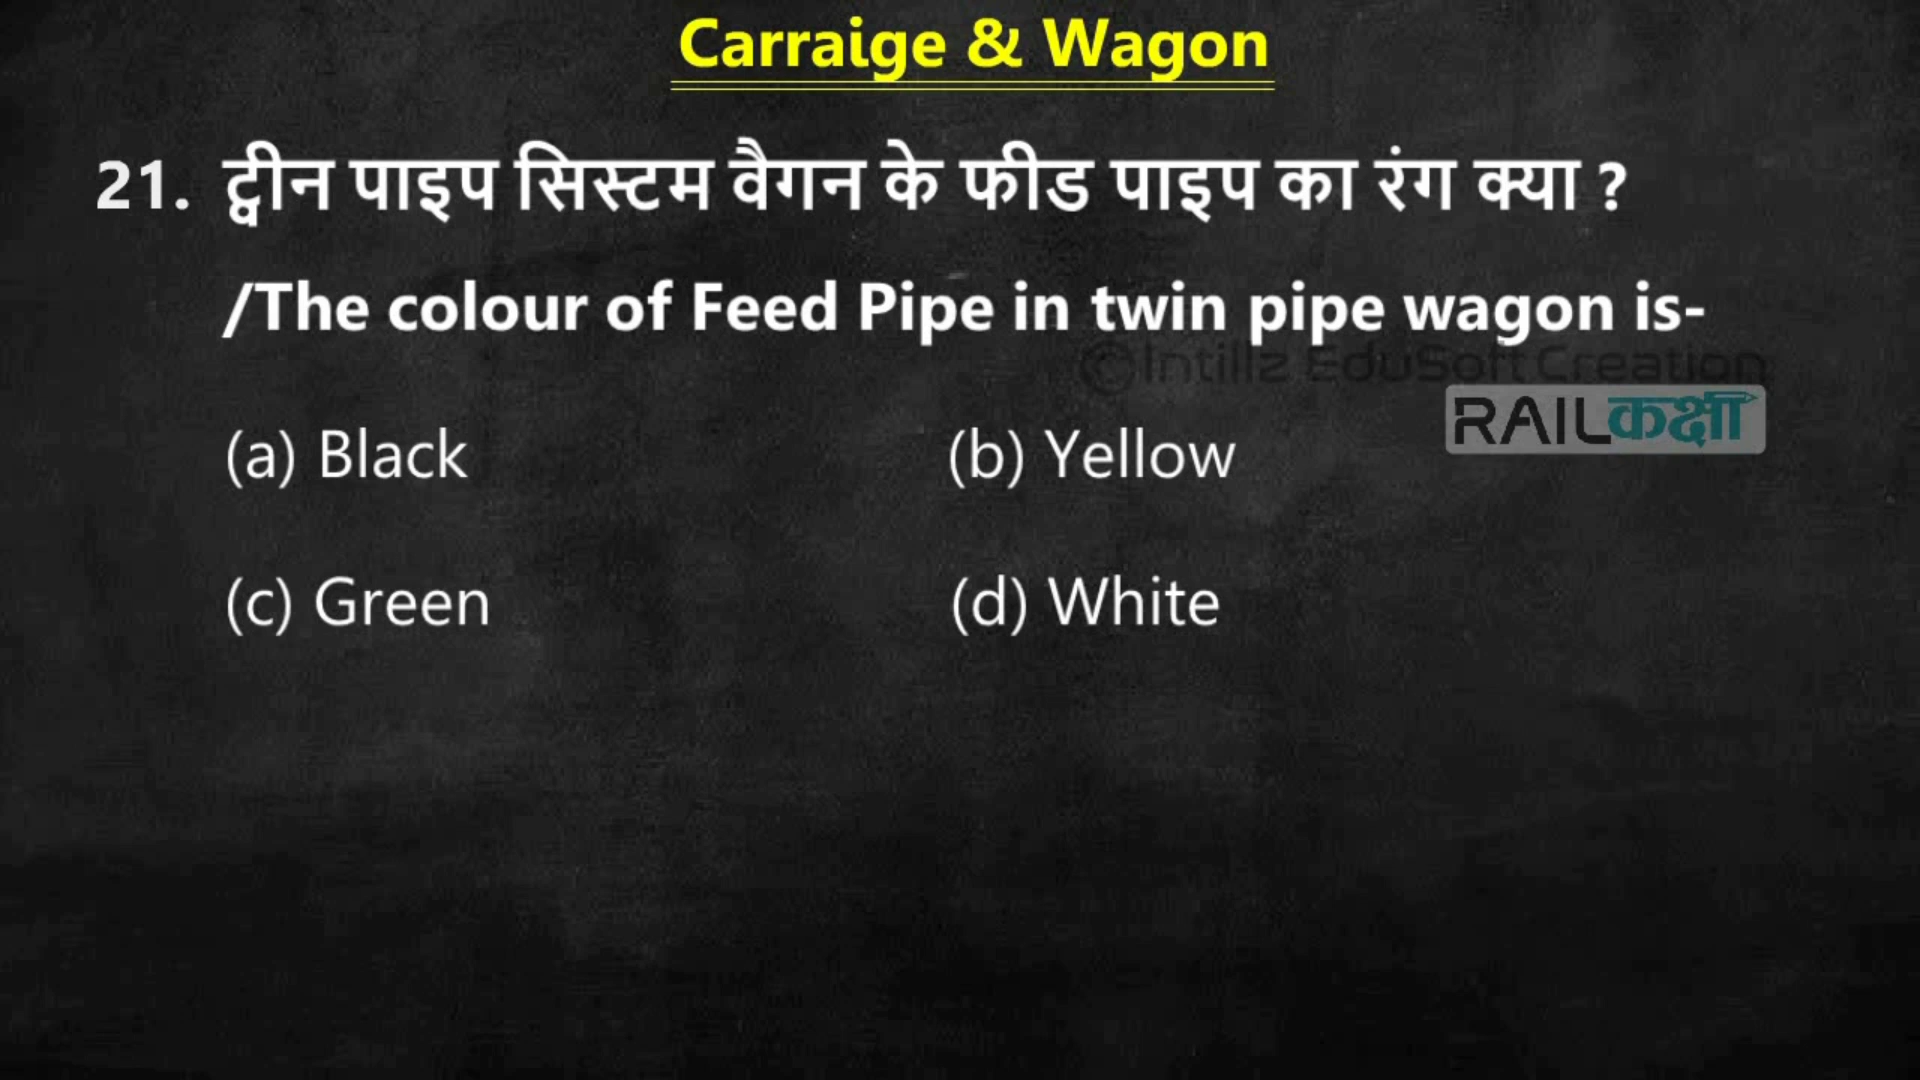 Carraige & Wagon
21. ट्वीन पाइप सिस्टम वैगन के फीड पाइप का रंग क्या ?
/The colour of Feed Pipe in twin pipe wagon is-
©Intillz EduSoft Creation
RAILकक्षा
(a) Black
(b) Yellow
(c) Green
(d) White